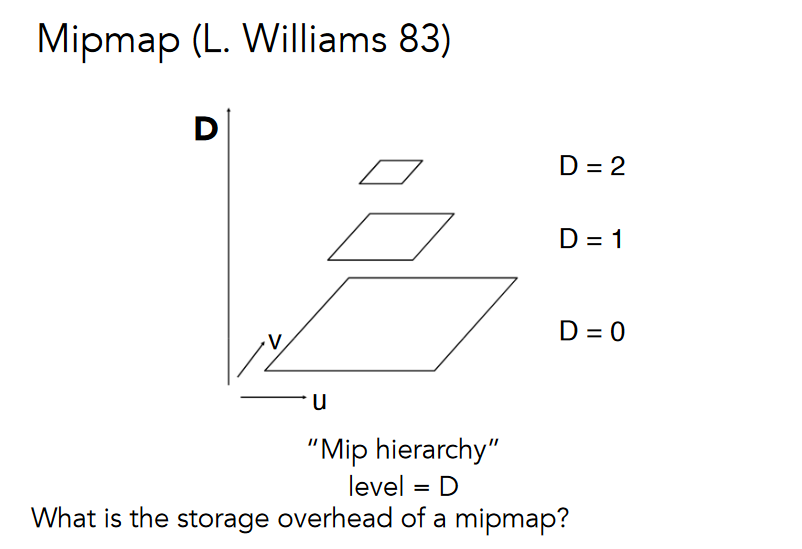 Mipmap (L. Williams 83)
D
D = 2
D = 1
D = 0
v
u
“Mip hierarchy”
level = D
What is the storage overhead of a mipmap?